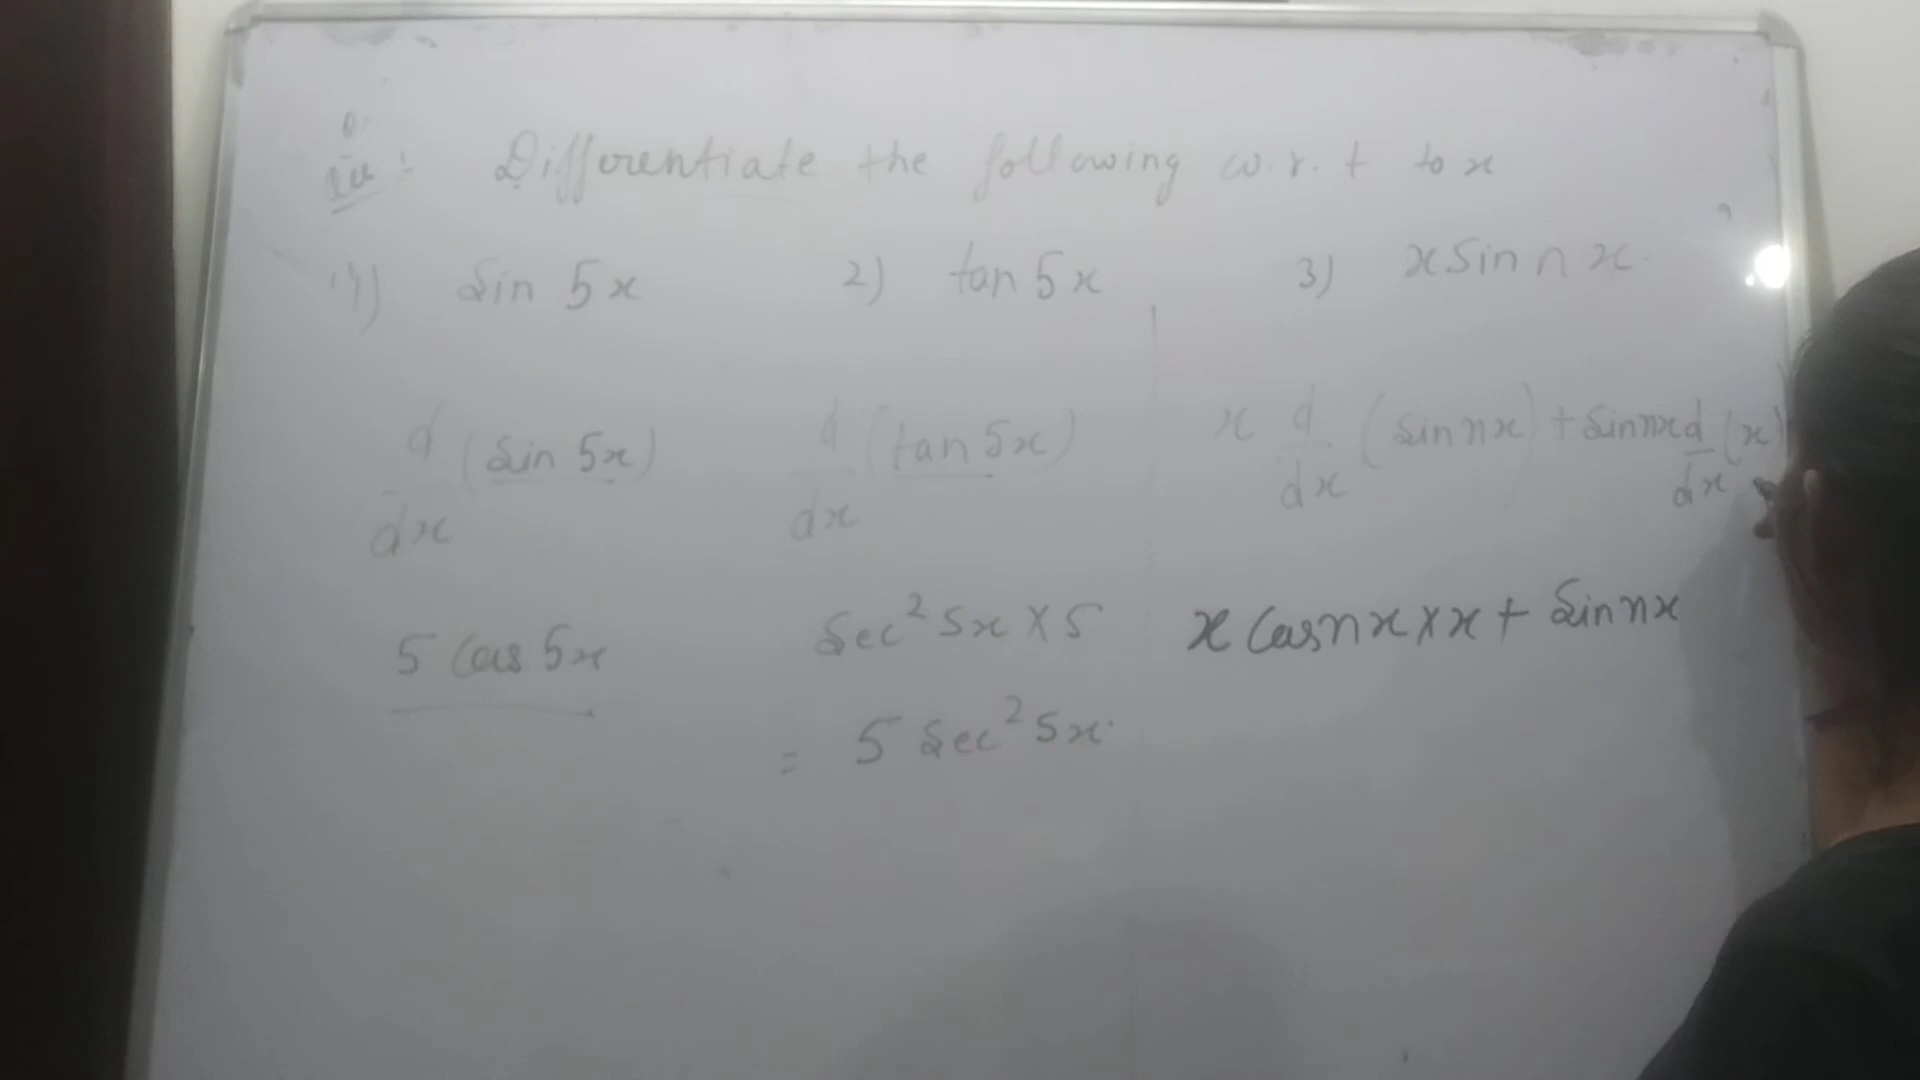 Differentiate the following w.r.t to x
1) Sin 5x 2) tan 5x 3) x Sin n x
d/dx (Sin 5x) d/dx (tan 5x) x d/dx (Sin nx) + Sin nx d/dx (x)
5 Cos 5x Sec² 5x × 5 x Cos nx × x + Sin nx
= 5 Sec² 5x